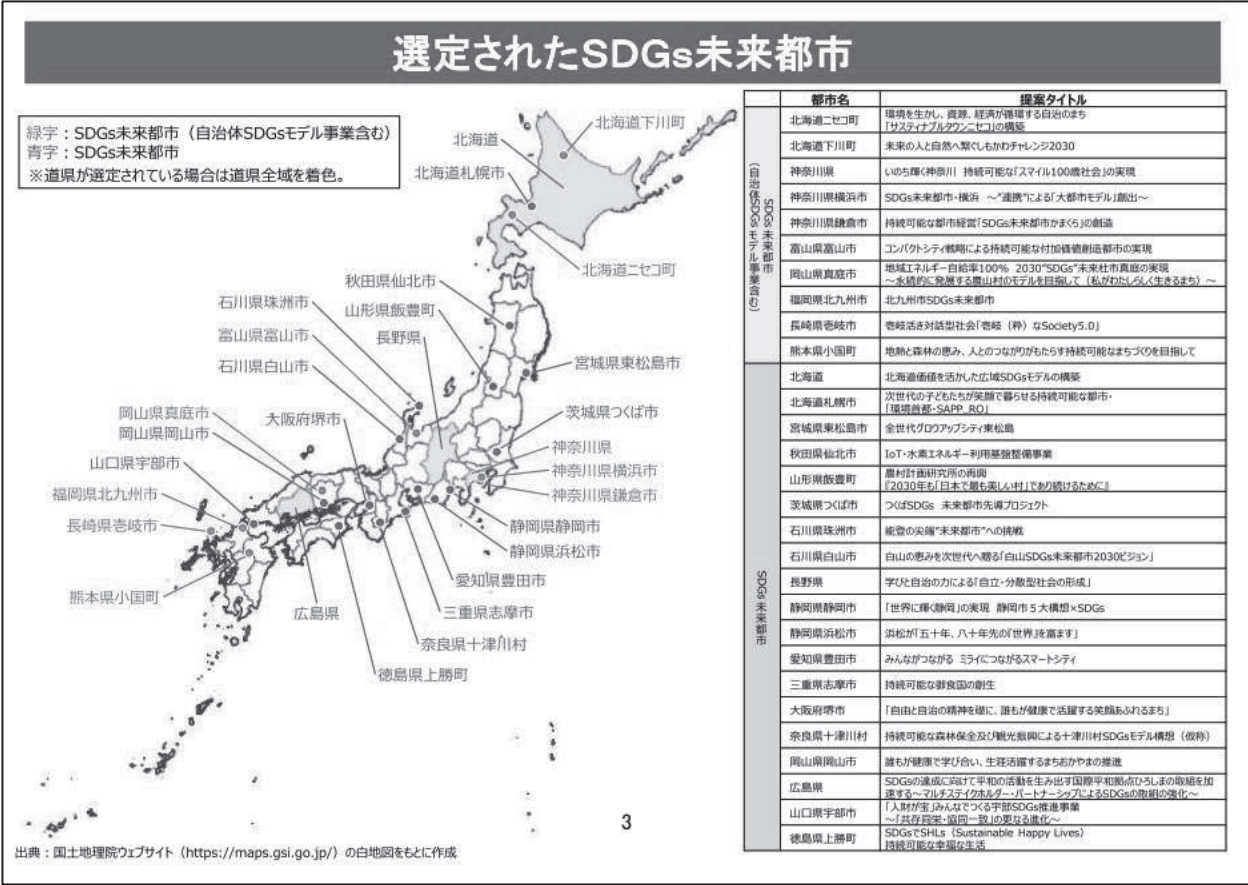 選定されたSDGs未来都市
緑字：SDGs未来都市（自治体SDGsモデル事業含む）
青字：SDGs未来都市
※道県が選定されている場合は道県全域を着色。
北海道下川町
北海道
北海道札幌市
北海道ニセコ町
秋田県仙北市
石川県珠洲市
山形県飯豊町
富山県富山市
長野県
宮城県東松島市
石川県白山市
岡山県真庭市
大阪府堺市
茨城県つくば市
岡山県岡山市
神奈川県
山口県宇部市
神奈川県横浜市
福岡県北九州市
神奈川県鎌倉市
長崎県壱岐市
静岡県静岡市
静岡県浜松市
愛知県豊田市
熊本県小国町
広島県
三重県志摩市
奈良県十津川村
徳島県上勝町
3
出典：国土地理院ウェブサイト（https://maps.gsi.go.jp/）の白地図をもとに作成
都市名 提案タイトル
SDGs未来都市
（自治体SDGsモデル事業含む）
北海道ニセコ町 環境を生かし、資源、経済が循環する自治のまち
「サスティナブルタウンニセコ」の構築
北海道下川町 未来の人と自然へ繋ぐしもかわチャレンジ2030
神奈川県 いのち輝く神奈川 持続可能な「スマイル100歳社会」の実現
神奈川県横浜市 SDGs未来都市・横浜 ～“連携”による「大都市モデル」創出～
神奈川県鎌倉市 持続可能な都市経営「SDGs未来都市かまくら」の創造
富山県富山市 コンパクトシティ戦略による持続可能な付加価値創造都市の実現
岡山県真庭市 地域エネルギー自給率100% 2030“SDGs”未来杜市真庭の実現
～永続的に発展する農山村のモデルを目指して（私がわたしらしく生きるまち）～
福岡県北九州市 北九州市SDGs未来都市
長崎県壱岐市 壱岐活き対話型社会「壱岐（粋）なSociety5.0」
熊本県小国町 地熱と森林の恵み、人とのつながりがもたらす持続可能なまちづくりを目指して
SDGs未来都市
北海道 北海道価値を活かした広域SDGsモデルの構築
北海道札幌市 次世代の子どもたちが笑顔で暮らせる持続可能な都市・
「環境首都・SAPP_RO」
宮城県東松島市 全世代グロウアップシティ東松島
秋田県仙北市 IoT・水素エネルギー利用基盤整備事業
山形県飯豊町 農村計画研究所の再興
『2030年も「日本で最も美しい村」であり続けるために』
茨城県つくば市 つくばSDGs 未来都市先導プロジェクト
石川県珠洲市 能登の尖端“未来都市”への挑戦
石川県白山市 白山の恵みを次世代へ贈る「白山SDGs未来都市2030ビジョン」
長野県 学びと自治の力による「自立・分散型社会の形成」
静岡県静岡市 「世界に輝く静岡」の実現 静岡市５大構想×SDGs
静岡県浜松市 浜松が「五十年、八十年先の『世界』を富ます」
愛知県豊田市 みんながつながる ミライにつながるスマートシティ
三重県志摩市 持続可能な御食国の創生
大阪府堺市 「自由と自治の精神を礎に、誰もが健康で活躍する笑顔あふれるまち」
奈良県十津川村 持続可能な森林保全及び観光振興による十津川村SDGsモデル構想（仮称）
岡山県岡山市 誰もが健康で学び合い、生涯活躍するまちおかやまの推進
広島県 SDGsの達成に向けて平和の活動を生み出す国際平和拠点ひろしまの取組を加
速する～マルチステイクホルダー・パートナーシップによるSDGsの取組の強化～
山口県宇部市 「人財が宝」みんなでつくる宇部SDGs推進事業
～「共存同栄・協同一致」の更なる進化～
徳島県上勝町 SDGsでSHLs（Sustainable Happy Lives）
持続可能な幸福な生活